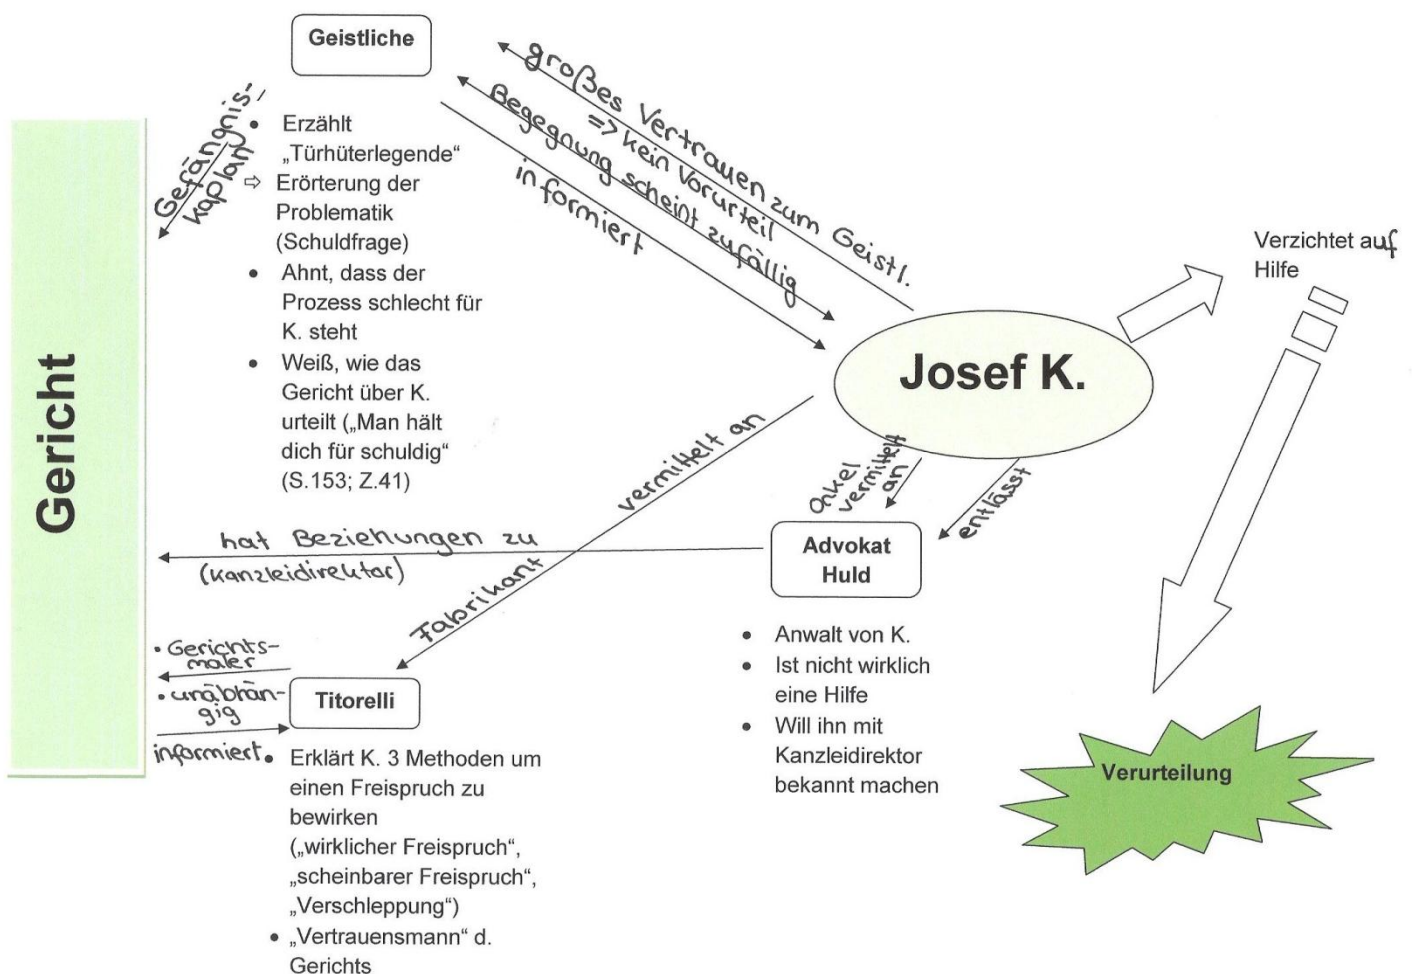 Geistliche
großes Vertrauen zum Geistl.
=> kein Vorurteil
Begegnung scheint zufällig
informiert
Gefängnis-
kaplan
• Erzählt
„Türhüterlegende“
⇨ Erörterung der
Problematik
(Schuldfrage)
• Ahnt, dass der
Prozess schlecht für
K. steht
• Weiß, wie das
Gericht über K.
urteilt („Man hält
dich für schuldig“
(S.153; Z.41)
Gericht
Josef K.
Verzichtet auf
Hilfe
vermittelt an
Fabrikant
Onkel
vermittelt
an
entlässt
hat Beziehungen zu
(Kanzleidirektor)
Advokat
Huld
• Anwalt von K.
• Ist nicht wirklich
eine Hilfe
• Will ihn mit
Kanzleidirektor
bekannt machen
Verurteilung
• Gerichts-
maler
• unabhän-
gig
informiert
Titorelli
• Erklärt K. 3 Methoden um
einen Freispruch zu
bewirken
(„wirklicher Freispruch“,
„scheinbarer Freispruch“,
„Verschleppung“)
• „Vertrauensmann“ d.
Gerichts